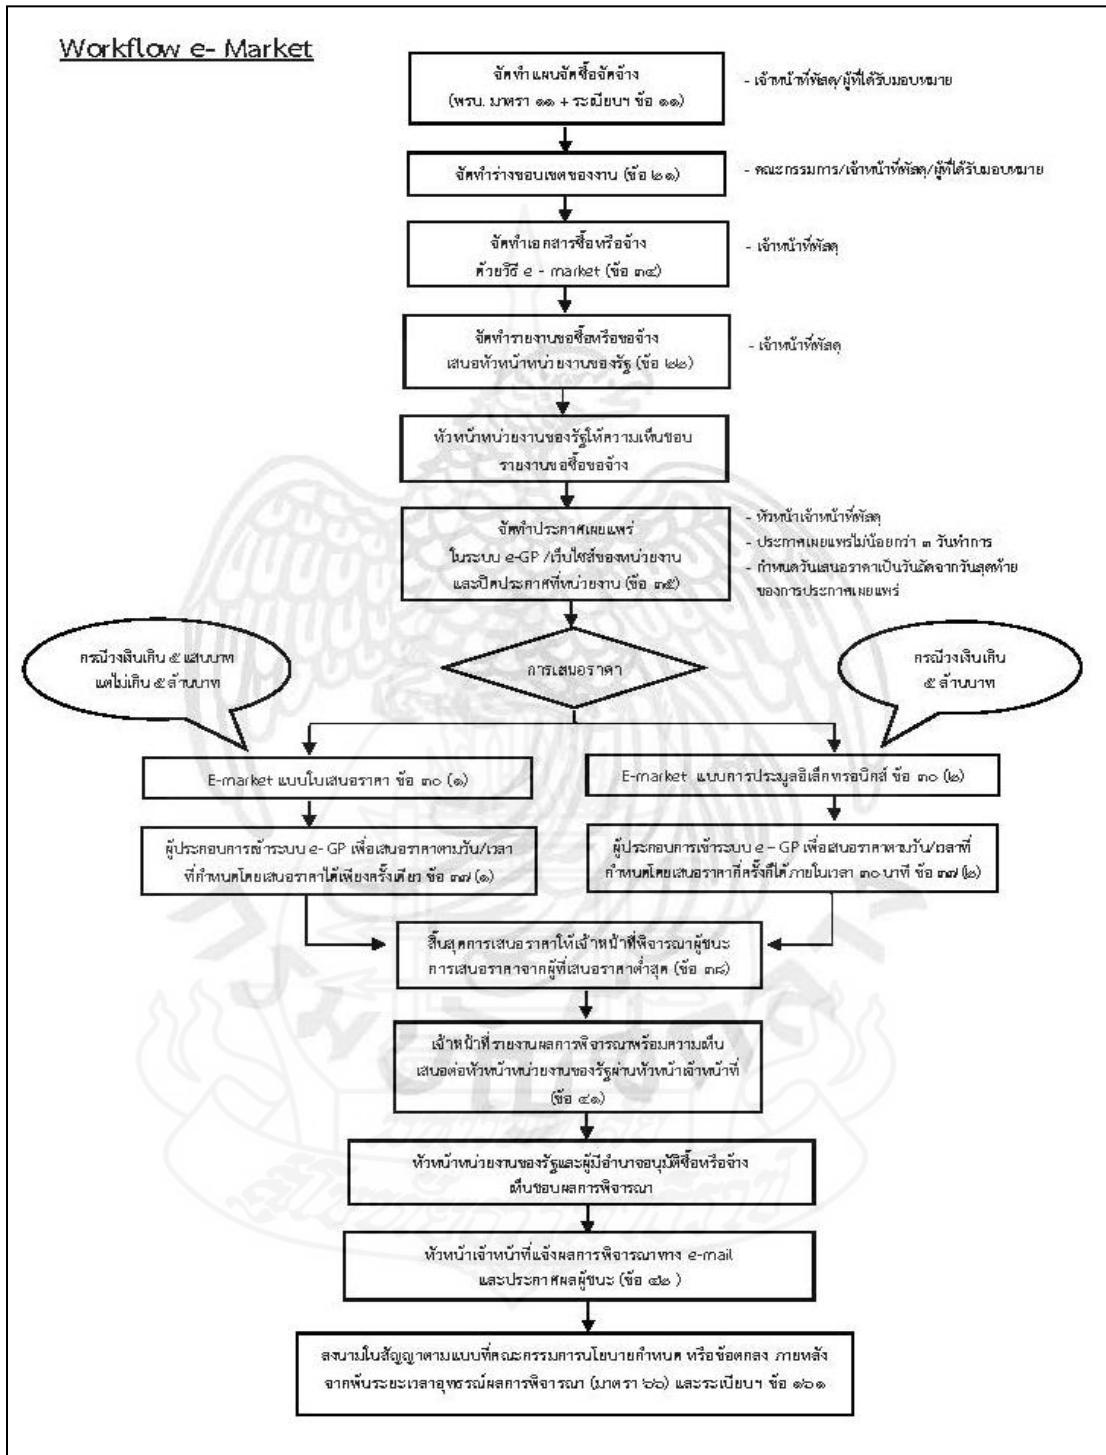 Workflow e- Market
จัดทำแผนจัดซื้อจัดจ้าง
(พรบ. มาตรา ๑๑ + ระเบียบฯ ข้อ ๑๑)
- เจ้าหน้าที่พัสดุ/ผู้ที่ได้รับมอบหมาย
จัดทำร่างขอบเขตของงาน (ข้อ ๒๑)
- คณะกรรมการ/เจ้าหน้าที่พัสดุ/ผู้ที่ได้รับมอบหมาย
จัดทำเอกสารซื้อหรือจ้าง
ด้วยวิธี e - market (ข้อ ๓๔)
- เจ้าหน้าที่พัสดุ
จัดทำรายงานขอซื้อหรือขอจ้าง
เสนอหัวหน้าหน่วยงานของรัฐ (ข้อ ๒๒)
- เจ้าหน้าที่พัสดุ
หัวหน้าหน่วยงานของรัฐให้ความเห็นชอบ
รายงานขอซื้อขอจ้าง
จัดทำประกาศเผยแพร่
ในระบบ e-GP /เว็บไซส์ของหน่วยงาน
และปิดประกาศที่หน่วยงาน (ข้อ ๓๕)
- หัวหน้าเจ้าหน้าที่พัสดุ
- ประกาศเผยแพร่ไม่น้อยกว่า ๓ วันทำการ
- กำหนดวันเสนอราคาเป็นวันถัดจากวันสุดท้าย
ของการประกาศเผยแพร่
กรณีวงเงินเกิน ๕ แสนบาท
แต่ไม่เกิน ๕ ล้านบาท
การเสนอราคา
กรณีวงเงินเกิน
๕ ล้านบาท
E-market แบบใบเสนอราคา ข้อ ๓๐ (๑)
E-market แบบการประมูลอิเล็กทรอนิกส์ ข้อ ๓๐ (๒)
ผู้ประกอบการเข้าระบบ e- GP เพื่อเสนอราคาตามวัน/เวลา
ที่กำหนดโดยเสนอราคาได้เพียงครั้งเดียว ข้อ ๓๗ (๑)
ผู้ประกอบการเข้าระบบ e – GP เพื่อเสนอราคาตามวัน/เวลาที่
กำหนดโดยเสนอราคากี่ครั้งก็ได้ภายในเวลา ๓๐ นาที ข้อ ๓๗ (๒)
สิ้นสุดการเสนอราคาให้เจ้าหน้าที่พิจารณาผู้ชนะ
การเสนอราคาจากผู้ที่เสนอราคาต่ำสุด (ข้อ ๓๘)
เจ้าหน้าที่รายงานผลการพิจารณาพร้อมความเห็น
เสนอต่อหัวหน้าหน่วยงานของรัฐผ่านหัวหน้าเจ้าหน้าที่
(ข้อ ๔๑)
หัวหน้าหน่วยงานของรัฐและผู้มีอำนาจอนุมัติซื้อหรือจ้าง
เห็นชอบผลการพิจารณา
หัวหน้าเจ้าหน้าที่แจ้งผลการพิจารณาทาง e-mail
และประกาศผลผู้ชนะ (ข้อ ๔๒ )
ลงนามในสัญญาตามแบบที่คณะกรรมการนโยบายกำหนด หรือข้อตกลง ภายหลัง
จากพ้นระยะเวลาอุทธรณ์ผลการพิจารณา (มาตรา ๖๖) และระเบียบฯ ข้อ ๑๖๑